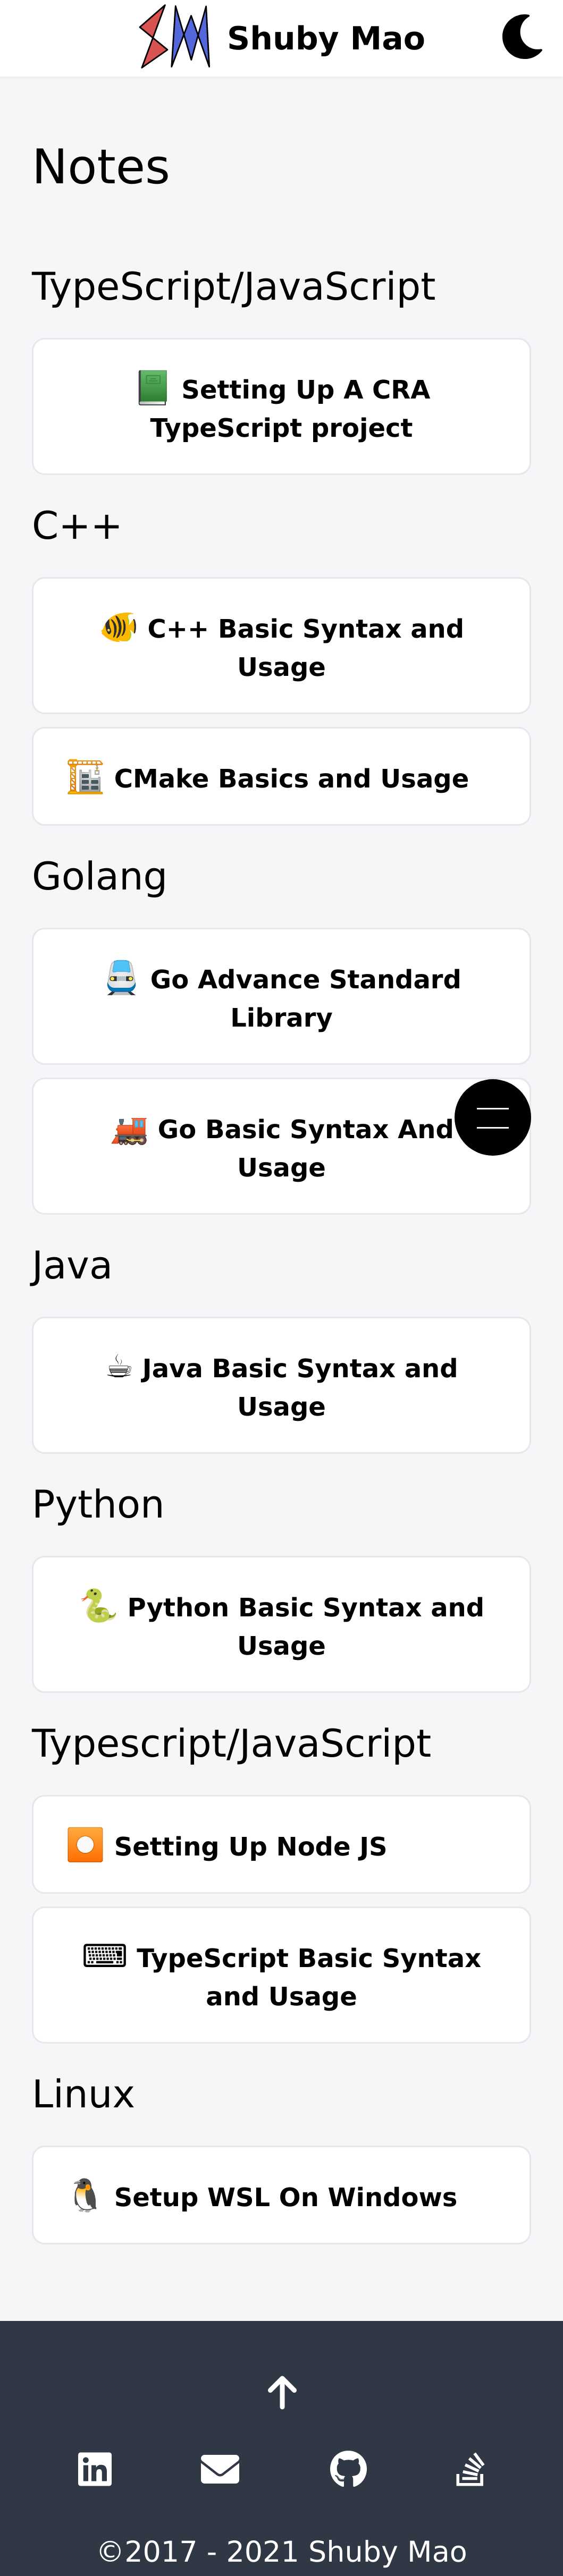 Shuby Mao
Notes
TypeScript/JavaScript
Setting Up A CRA
TypeScript project
C++
C++ Basic Syntax and
Usage
CMake Basics and Usage
Golang
Go Advance Standard
Library
Go Basic Syntax And
Usage
Java
Java Basic Syntax and
Usage
Python
Python Basic Syntax and
Usage
Typescript/JavaScript
Setting Up Node JS
TypeScript Basic Syntax
and Usage
Linux
Setup WSL On Windows
©2017 - 2021 Shuby Mao